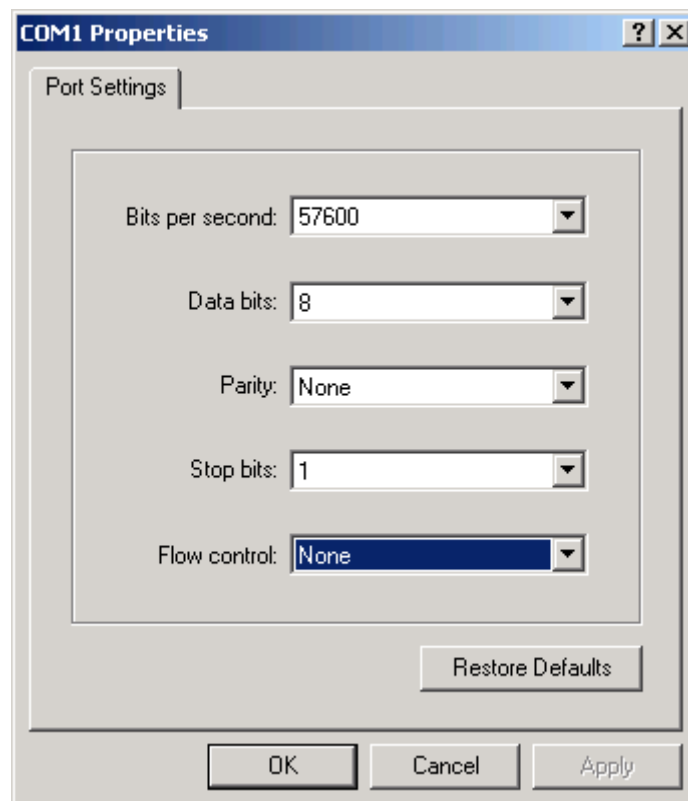 COM1 Properties
Port Settings
Bits per second: 57600
Data bits: 8
Parity: None
Stop bits: 1
Flow control: None
Restore Defaults
OK Cancel Apply